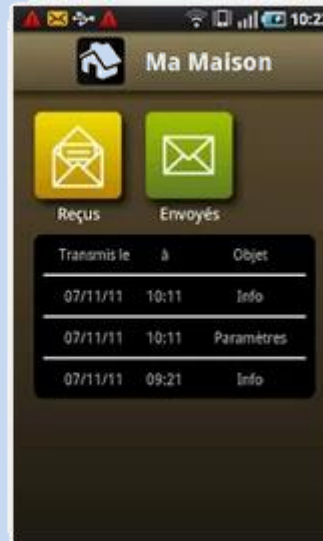 10:22
Ma Maison
Reçus Envoyés
Transmis le à Objet
07/11/11 10:11 Info
07/11/11 10:11 Paramètres
07/11/11 09:21 Info